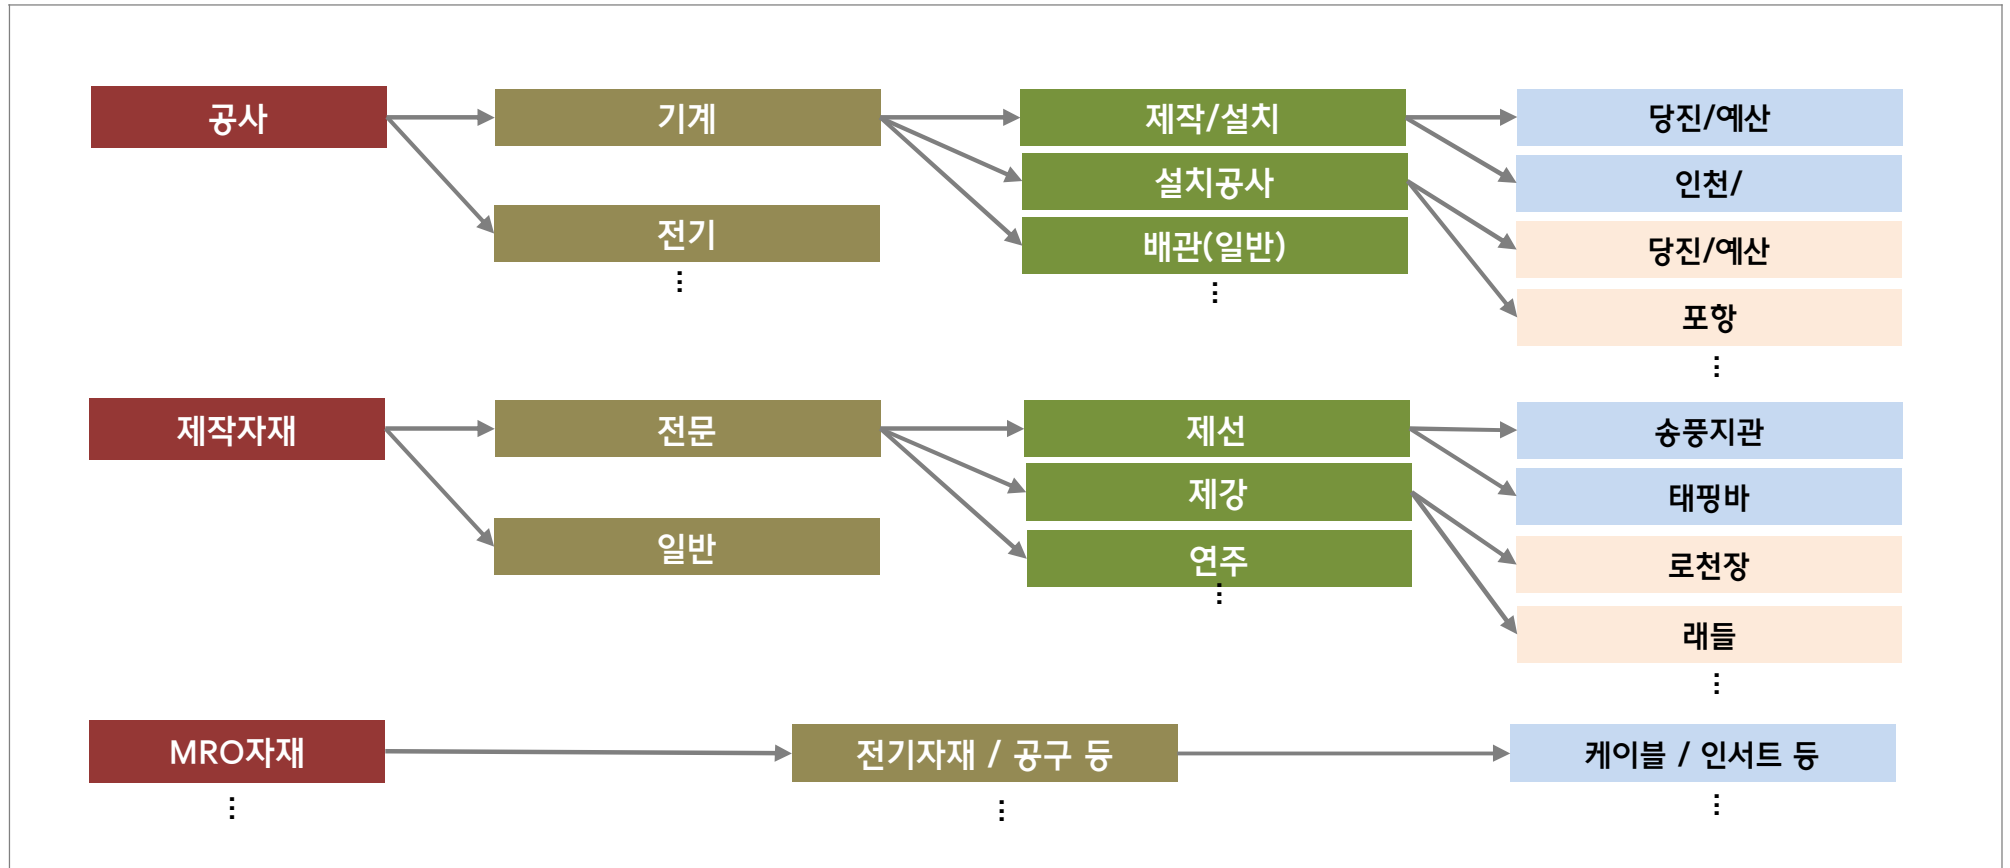 공사
기계
제작/설치
당진/예산
설치공사
인천/
전기
배관(일반)
당진/예산
포항
제작자재
전문
제선
송풍지관
제강
태핑바
일반
연주
로천장
래들
MRO자재
전기자재 / 공구 등
케이블 / 인서트 등